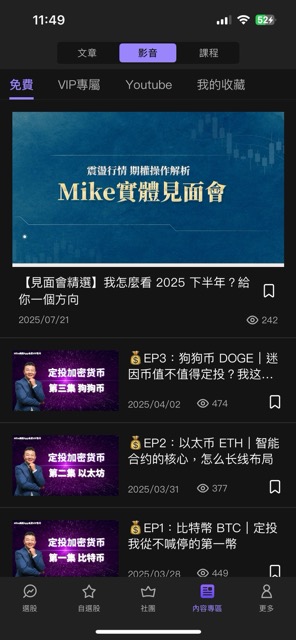 11:49
52
文章 影音 課程
免費 VIP專屬 Youtube 我的收藏
震盪行情 期權操作解析
Mike實體見面會
【見面會精選】我怎麼看 2025 下半年？給
你一個方向
2025/07/21 242
定投加密货币
第三集 狗狗币
💰EP3：狗狗币 DOGE｜迷
因币值不值得定投？我这...
2025/04/02 474
定投加密货币
第二集 以太坊
💰EP2：以太币 ETH｜智能
合约的核心，怎么长线布局
2025/03/31 377
定投加密货币
第一集 比特幣
💰EP1：比特幣 BTC｜定投
我從不喊停的第一幣
2025/03/28 449
選股 自選股 社團 內容專區 更多